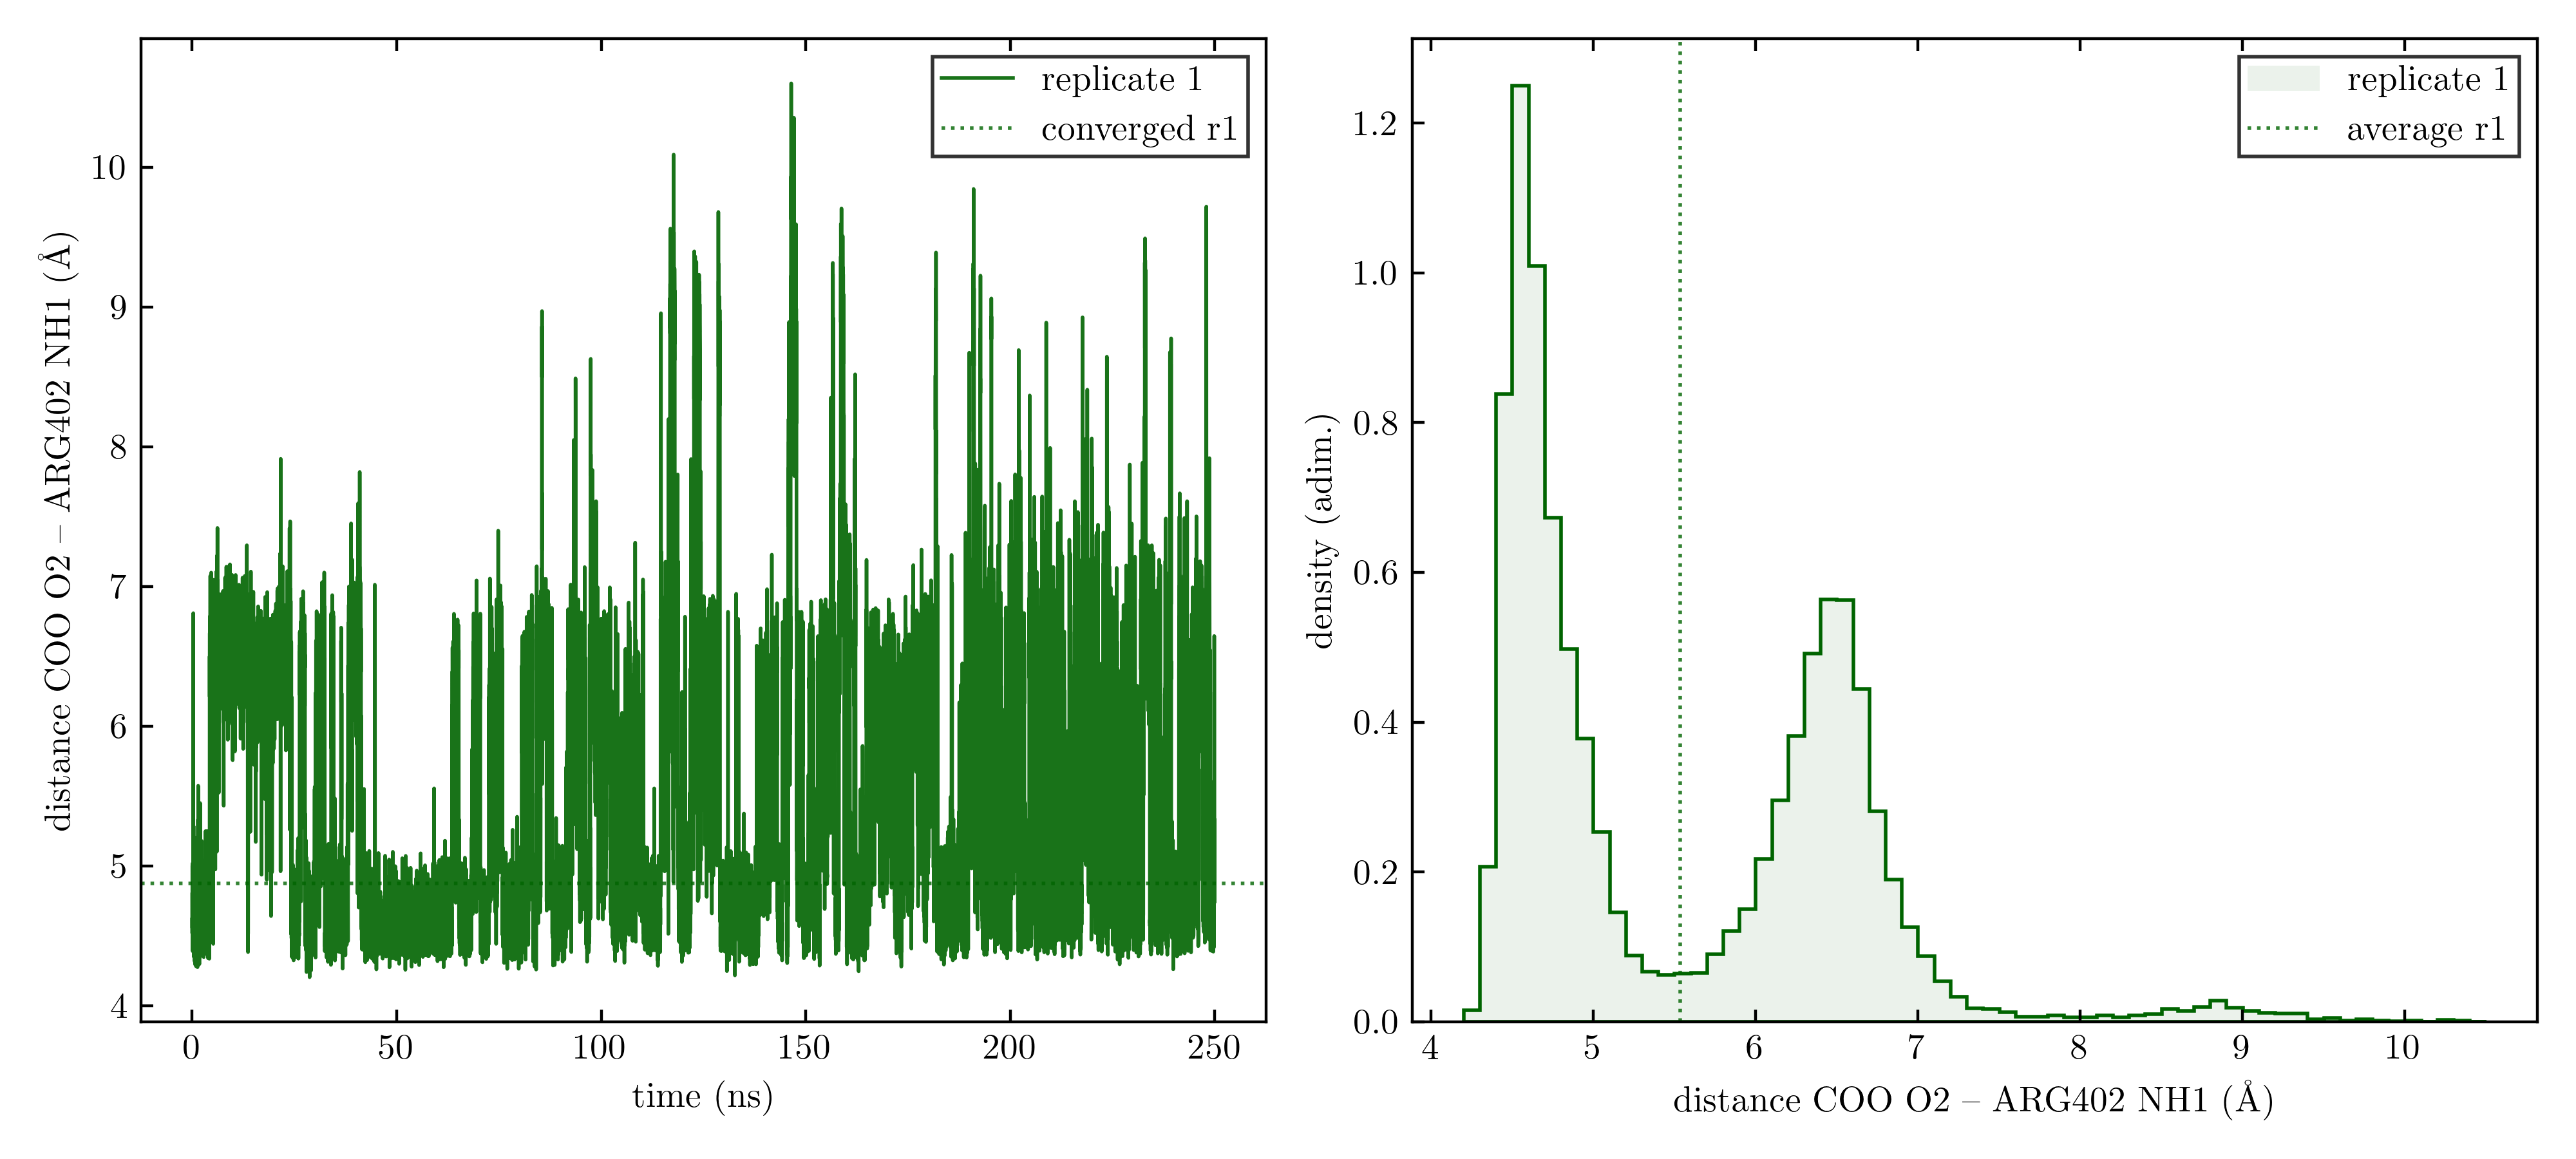 distance COO O2 – ARG402 NH1 (Å)
10
9
8
7
6
5
4
0 50 100 150 200 250
time (ns)
replicate 1
converged r1
density (adim.)
1.2
1.0
0.8
0.6
0.4
0.2
0.0
4 5 6 7 8 9 10
distance COO O2 – ARG402 NH1 (Å)
replicate 1
average r1